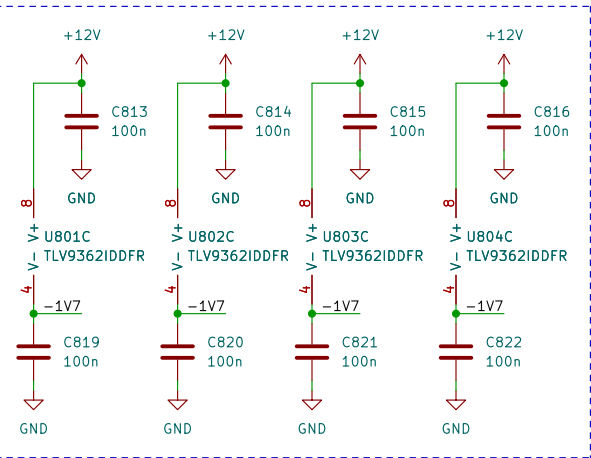 +12V +12V +12V +12V
C813 C814 C815 C816
100n 100n 100n 100n
GND GND GND GND
8 8 8 8
V+ U801C V+ U802C V+ U803C V+ U804C
V- TLV9362IDDFR V- TLV9362IDDFR V- TLV9362IDDFR V- TLV9362IDDFR
4 4 4 4
-1V7 -1V7 -1V7 -1V7
C819 C820 C821 C822
100n 100n 100n 100n
GND GND GND GND